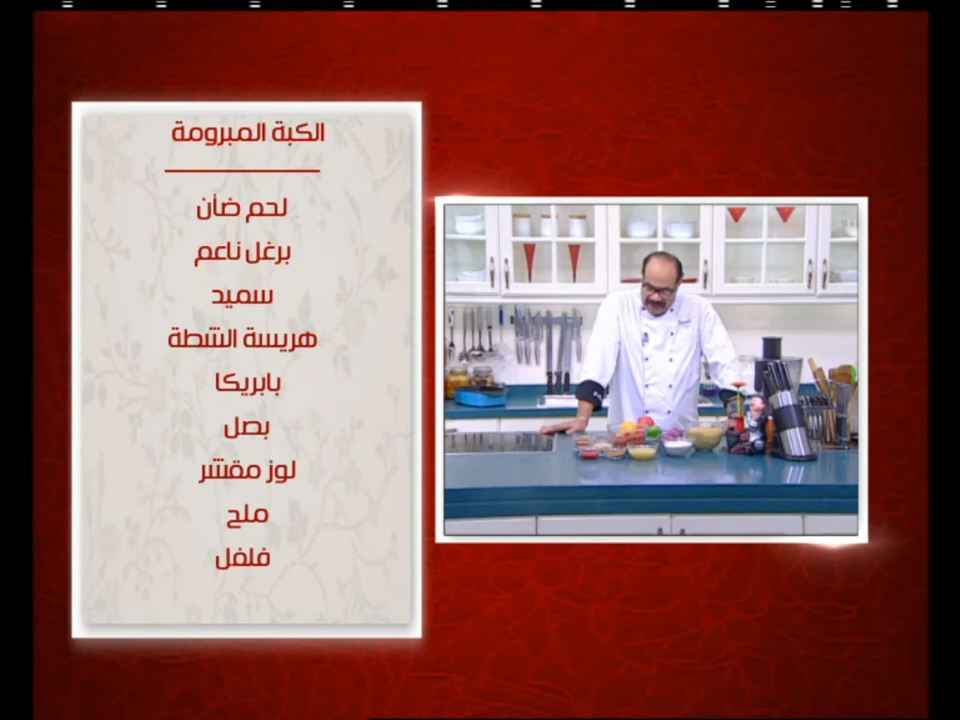 الكبة المبرومة
لحم ضأن
برغل ناعم
سميد
هريسة الشطة
بابريكا
بصل
لوز مقشر
ملح
فلفل